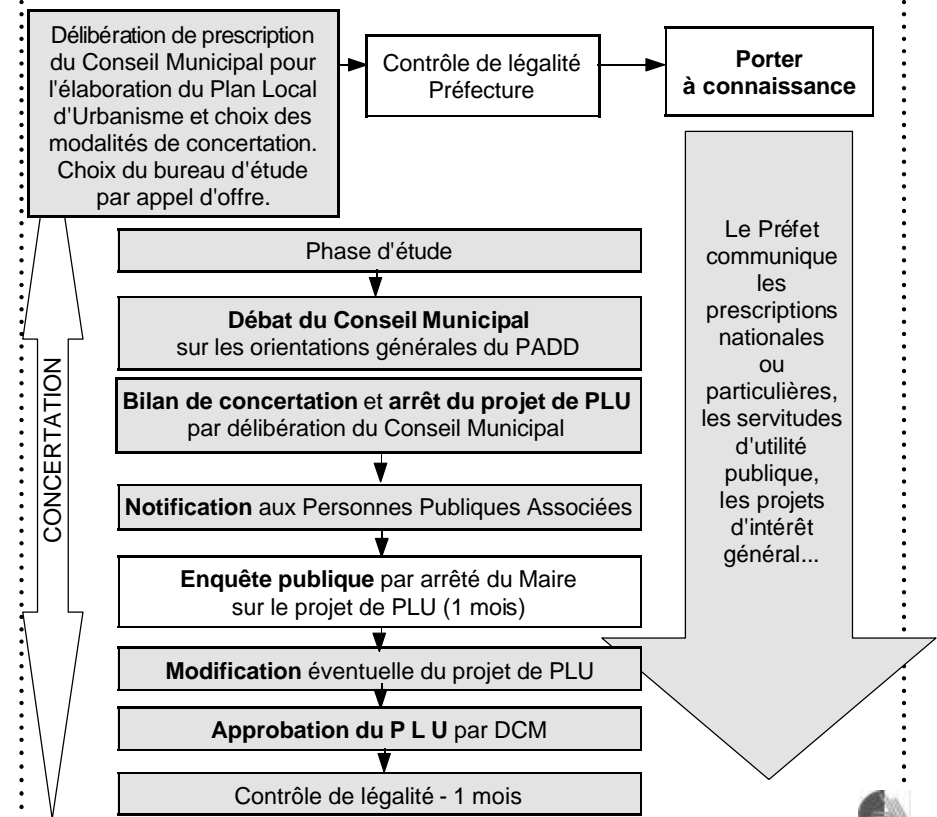 Délibération de prescription
du Conseil Municipal pour
l'élaboration du Plan Local
d'Urbanisme et choix des
modalités de concertation.
Choix du bureau d'étude
par appel d'offre.
Contrôle de légalité
Préfecture
Porter
à connaissance
CONCERTATION
Phase d'étude
Débat du Conseil Municipal
sur les orientations générales du PADD
Bilan de concertation et arrêt du projet de PLU
par délibération du Conseil Municipal
Notification aux Personnes Publiques Associées
Enquête publique par arrêté du Maire
sur le projet de PLU (1 mois)
Modification éventuelle du projet de PLU
Approbation du P L U par DCM
Contrôle de légalité - 1 mois
Le Préfet
communique
les
prescriptions
nationales
ou
particulières,
les servitudes
d'utilité
publique,
les projets
d'intérêt
général...